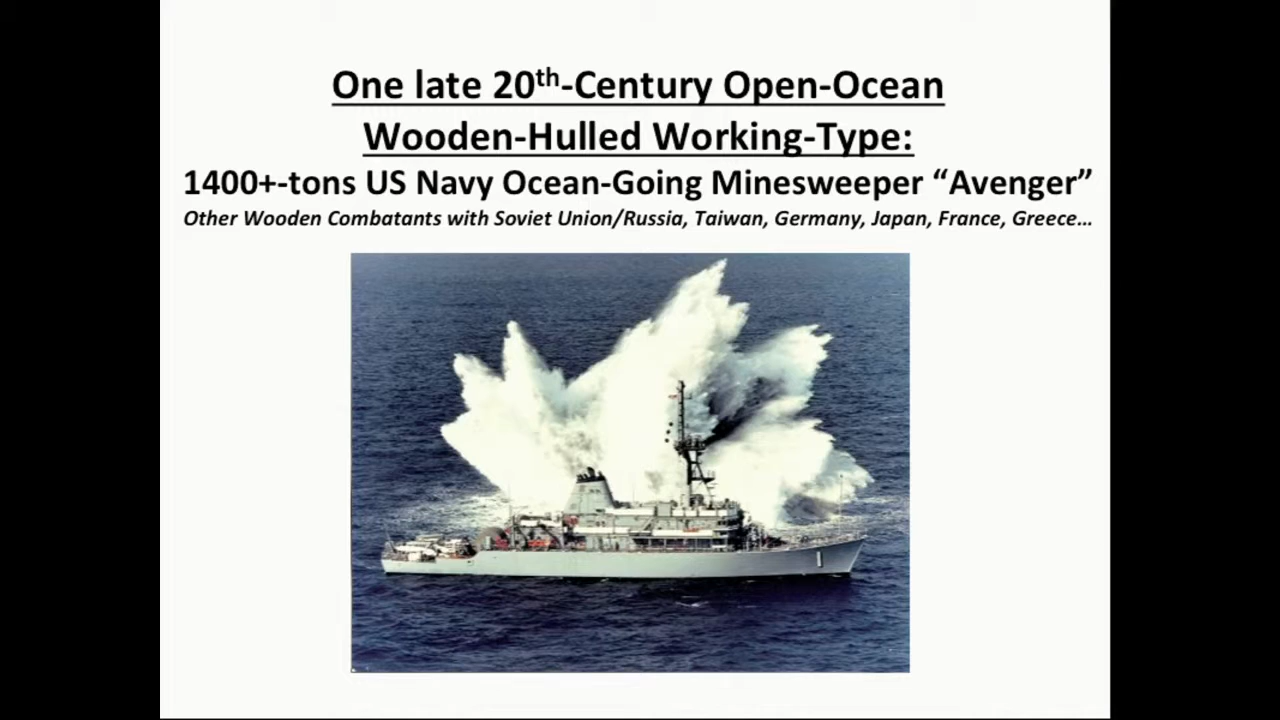 One late 20th-Century Open-Ocean
Wooden-Hulled Working-Type:
1400+-tons US Navy Ocean-Going Minesweeper “Avenger”
Other Wooden Combatants with Soviet Union/Russia, Taiwan, Germany, Japan, France, Greece…
1